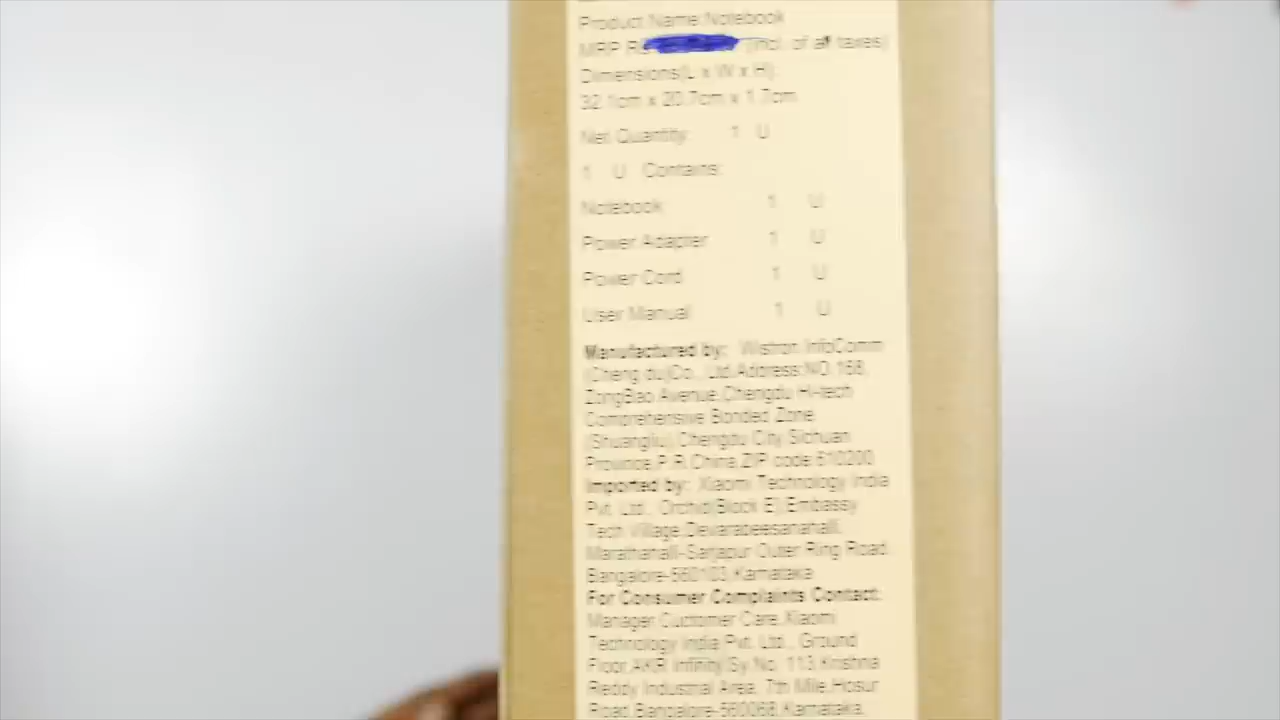 Product Name:Notebook
MRP Rs (incl. of all taxes)
Dimensions(L x W x H):
32.1cm x 20.7cm x 1.7cm
Net Quantity: 1 U
1 U Contains:
Notebook 1 U
Power Adapter 1 U
Power Cord 1 U
User Manual 1 U
Manufactured by: Wistron InfoComm
(Cheng du)Co., Ltd.Address:NO.168,
ZongBao Avenue,Chengdu Hi-tech
Comprehensive Bonded Zone
(Shuangliu),Chengdu City Sichuan
Province,P.R.China,ZIP code:610200
Imported by: Xiaomi Technology India
Pvt. Ltd., Orchid(Block E),Embassy
Tech Village,Devarabeesanahalli,
Marathahalli-Sarjapur Outer Ring Road
Bangalore-560103,Karnataka
For Consumer Complaints Contact:
Manager Customer Care,Xiaomi
Technology India Pvt. Ltd., Ground
Floor,AKR Infinity,Sy.No. 113,Krishna
Reddy Industrial Area, 7th Mile,Hosur
Road,Bangalore-560068,Karnataka